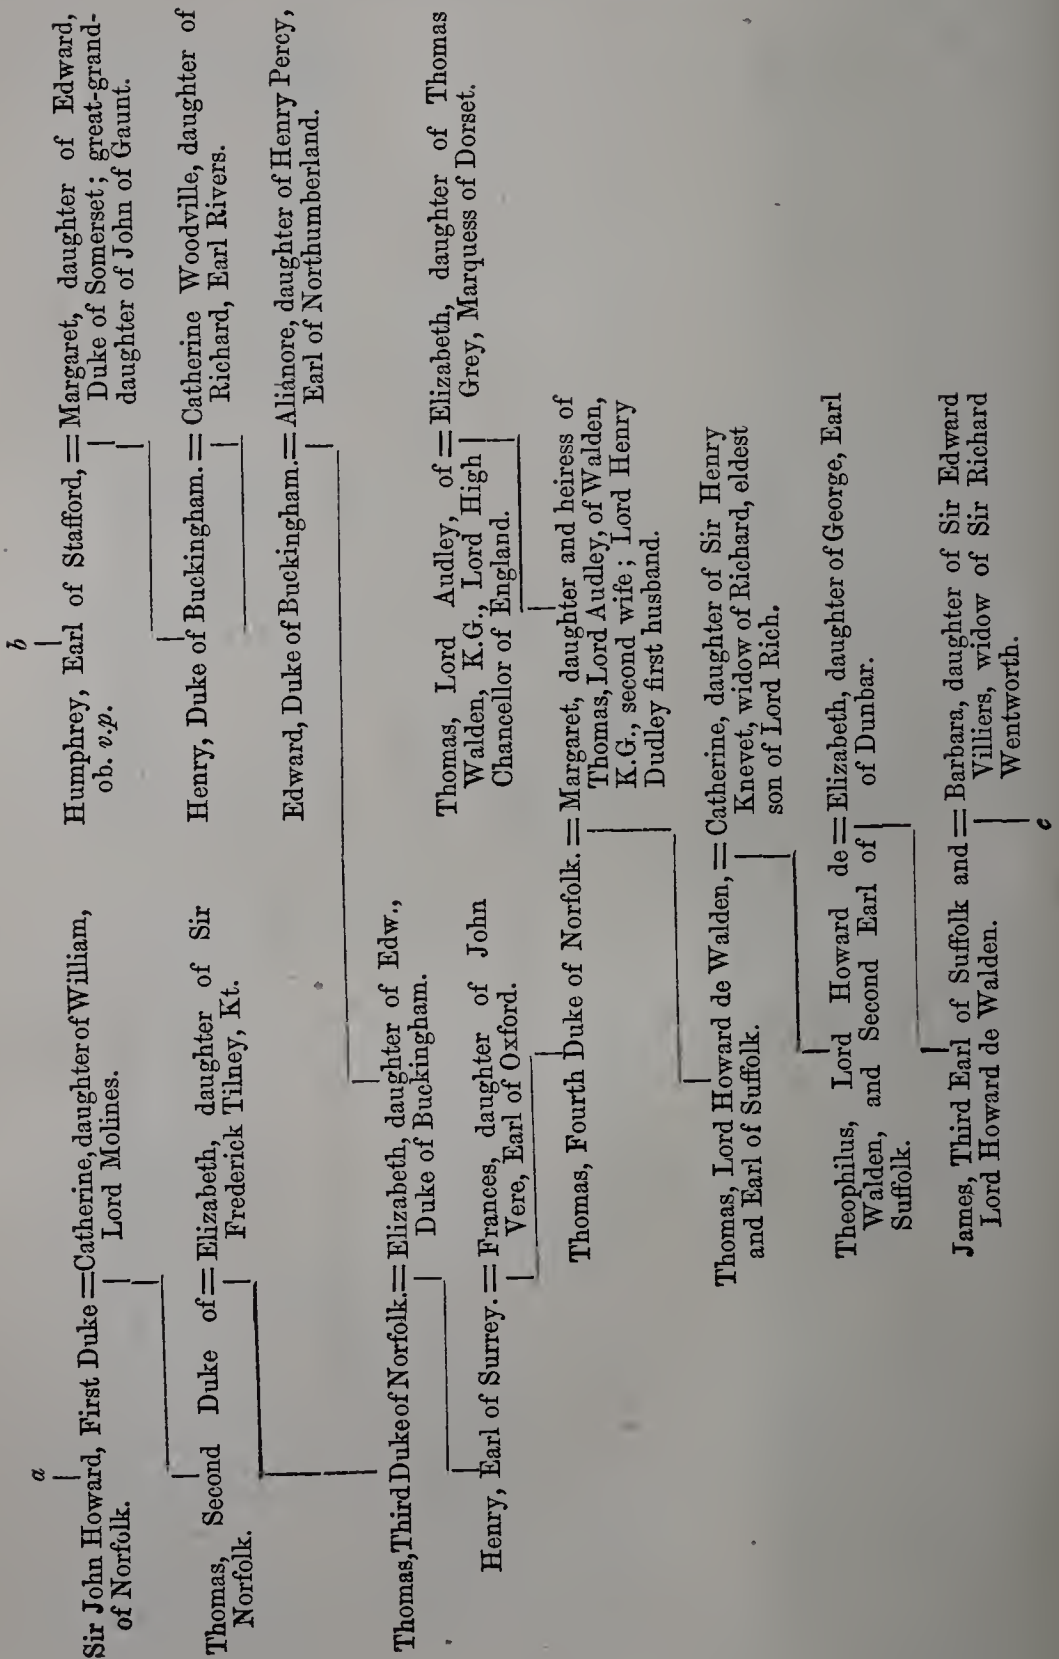 a
Sir John Howard, First Duke = Catherine, daughter of William,
of Norfolk.
Lord Molines.
b
Humphrey, Earl of Stafford, = Margaret, daughter of Edward,
ob. v.p.
Duke of Somerset; great-grand-
daughter of John of Gaunt.
Thomas, Second Duke of = Elizabeth, daughter of Sir
Norfolk.
Frederick Tilney, Kt.
Henry, Duke of Buckingham. = Catherine Woodville, daughter of
Richard, Earl Rivers.
Edward, Duke of Buckingham. = Alianore, daughter of Henry Percy,
Earl of Northumberland.
Thomas, Third Duke of Norfolk. = Elizabeth, daughter of Edw.,
Duke of Buckingham.
Thomas, Lord Audley, of = Elizabeth, daughter of Thomas
Walden, K.G., Lord High
Grey, Marquess of Dorset.
Chancellor of England.
Henry, Earl of Surrey. = Frances, daughter of John
Vere, Earl of Oxford.
Thomas, Fourth Duke of Norfolk. = Margaret, daughter and heiress of
Thomas, Lord Audley, of Walden,
K.G., second wife; Lord Henry
Dudley first husband.
Thomas, Lord Howard de Walden, = Catherine, daughter of Sir Henry
and Earl of Suffolk.
Knevet, widow of Richard, eldest
son of Lord Rich.
Theophilus, Lord Howard de = Elizabeth, daughter of George, Earl
Walden, and Second Earl of
of Dunbar.
Suffolk.
James, Third Earl of Suffolk and = Barbara, daughter of Sir Edward
Lord Howard de Walden.
Villiers, widow of Sir Richard
Wentworth.
c